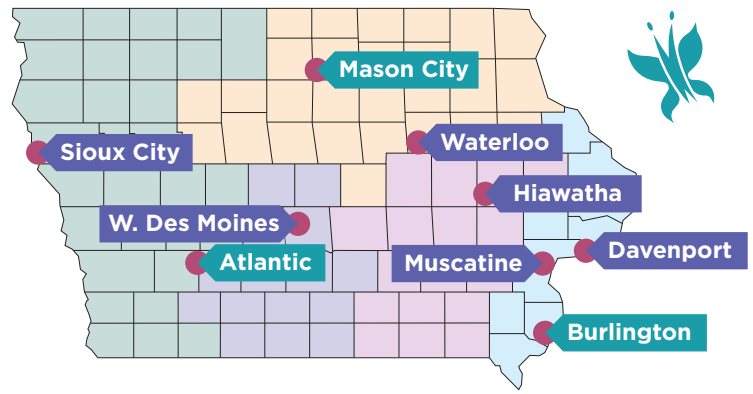 Mason City
Waterloo
Sioux City
Hiawatha
W. Des Moines
Davenport
Atlantic
Muscatine
Burlington